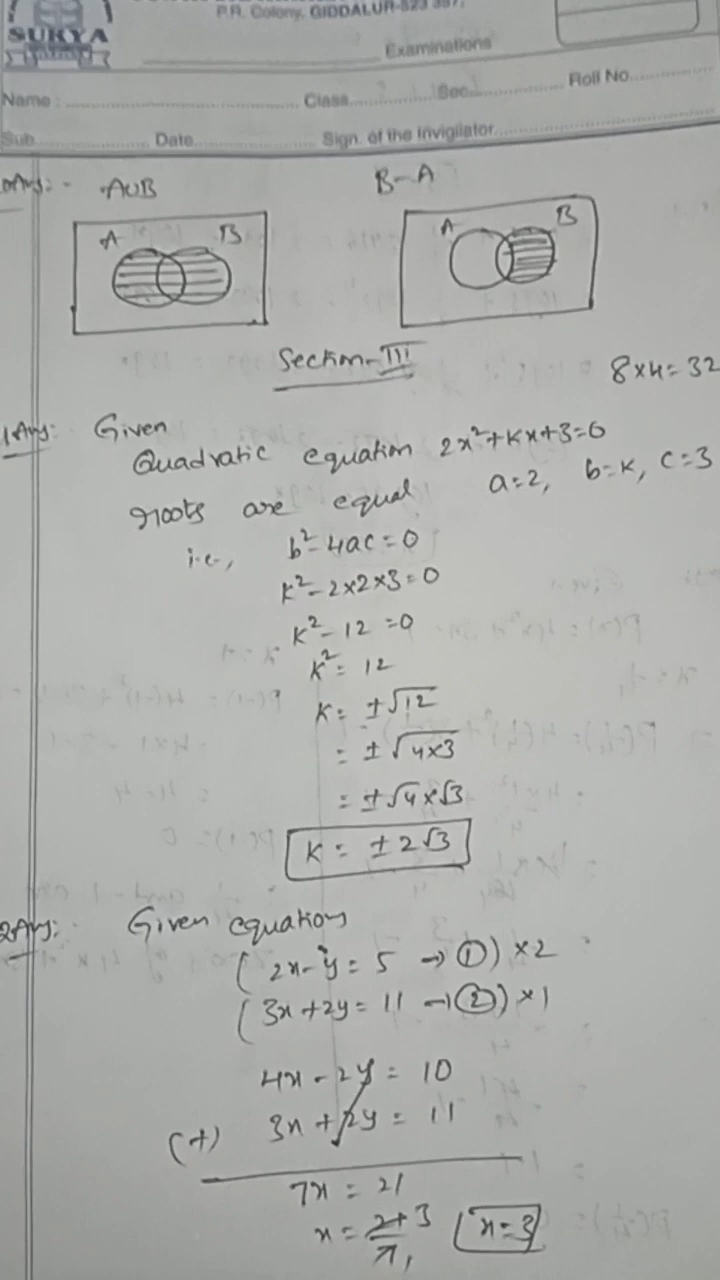 P.R. Colony, GIDDALUR-523 357,
SURYA
Examinations
Name : Class Sec. Roll No.
Sub. Date Sign. of the Invigilator
Ans: - A∪B B-A
A B A B
Section-III
8×4=32
1Ans: Given
Quadratic equation 2x²+Kx+3=0
roots are equal a=2, b=K, c=3
i.e., b²-4ac=0
K²-2×2×3=0
K²-12=0
K²=12
K= ±√12
= ±√4×3
= ±√4×√3
K= ±2√3
2Ans: Given equations
(2x-y=5 → ①)×2
(3x+2y=11 → ②)×1
4x-2y=10
(+) 3x+2y=11
7x=21
x=21/7 3 x=3